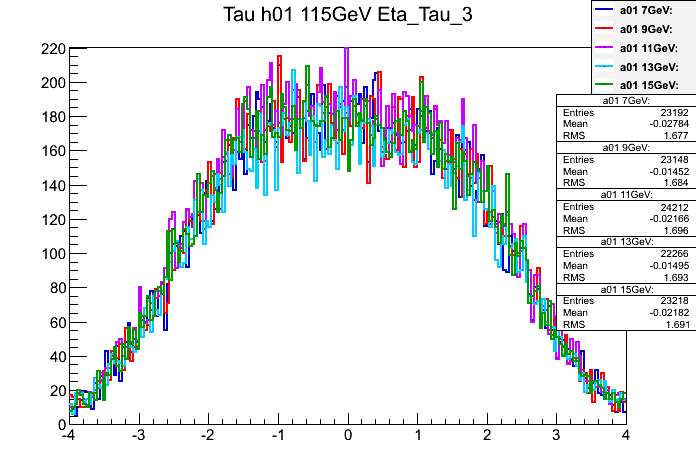 Tau h01 115GeV Eta_Tau_3
a01 7GeV:
a01 9GeV:
a01 11GeV:
a01 13GeV:
a01 15GeV:
a01 7GeV:
Entries 23192
Mean -0.02784
RMS 1.677
a01 9GeV:
Entries 23148
Mean -0.01452
RMS 1.684
a01 11GeV:
Entries 24212
Mean -0.02166
RMS 1.696
a01 13GeV:
Entries 22266
Mean -0.01495
RMS 1.693
a01 15GeV:
Entries 23218
Mean -0.02182
RMS 1.691
220
200
180
160
140
120
100
80
60
40
20
0
-4 -3 -2 -1 0 1 2 3 4